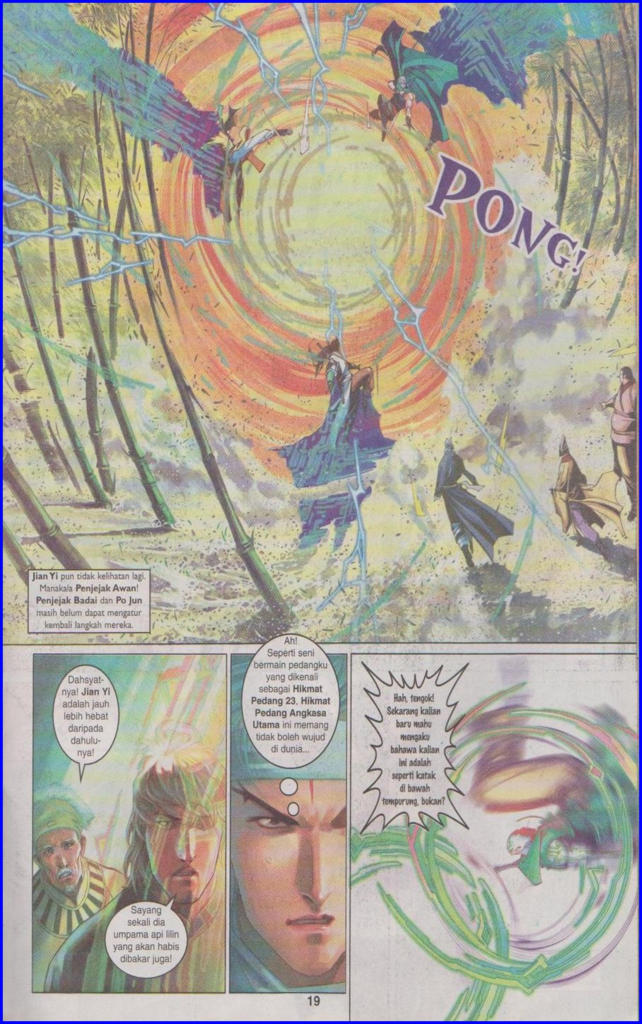 PONG!
Jian Yi pun tidak kelihatan lagi.
Manakala Penjejak Awan!
Penjejak Badai dan Po Jun
masih belum dapat mengatur
kembali langkah mereka.
Dahsyat-
nya! Jian Yi
adalah jauh
lebih hebat
daripada
dahulu-
nya!
Sayang
sekali dia
umpama api lilin
yang akan habis
dibakar juga!
Ah!
Seperti seni
bermain pedangku
yang dikenali
sebagai Hikmat
Pedang 23, Hikmat
Pedang Angkasa
Utama ini memang
tidak boleh wujud
di dunia...
Hah, tengok!
Sekarang kalian
baru mahu
mengaku
bahawa kalian
ini adalah
seperti katak
di bawah
tempurung, bukan?
19